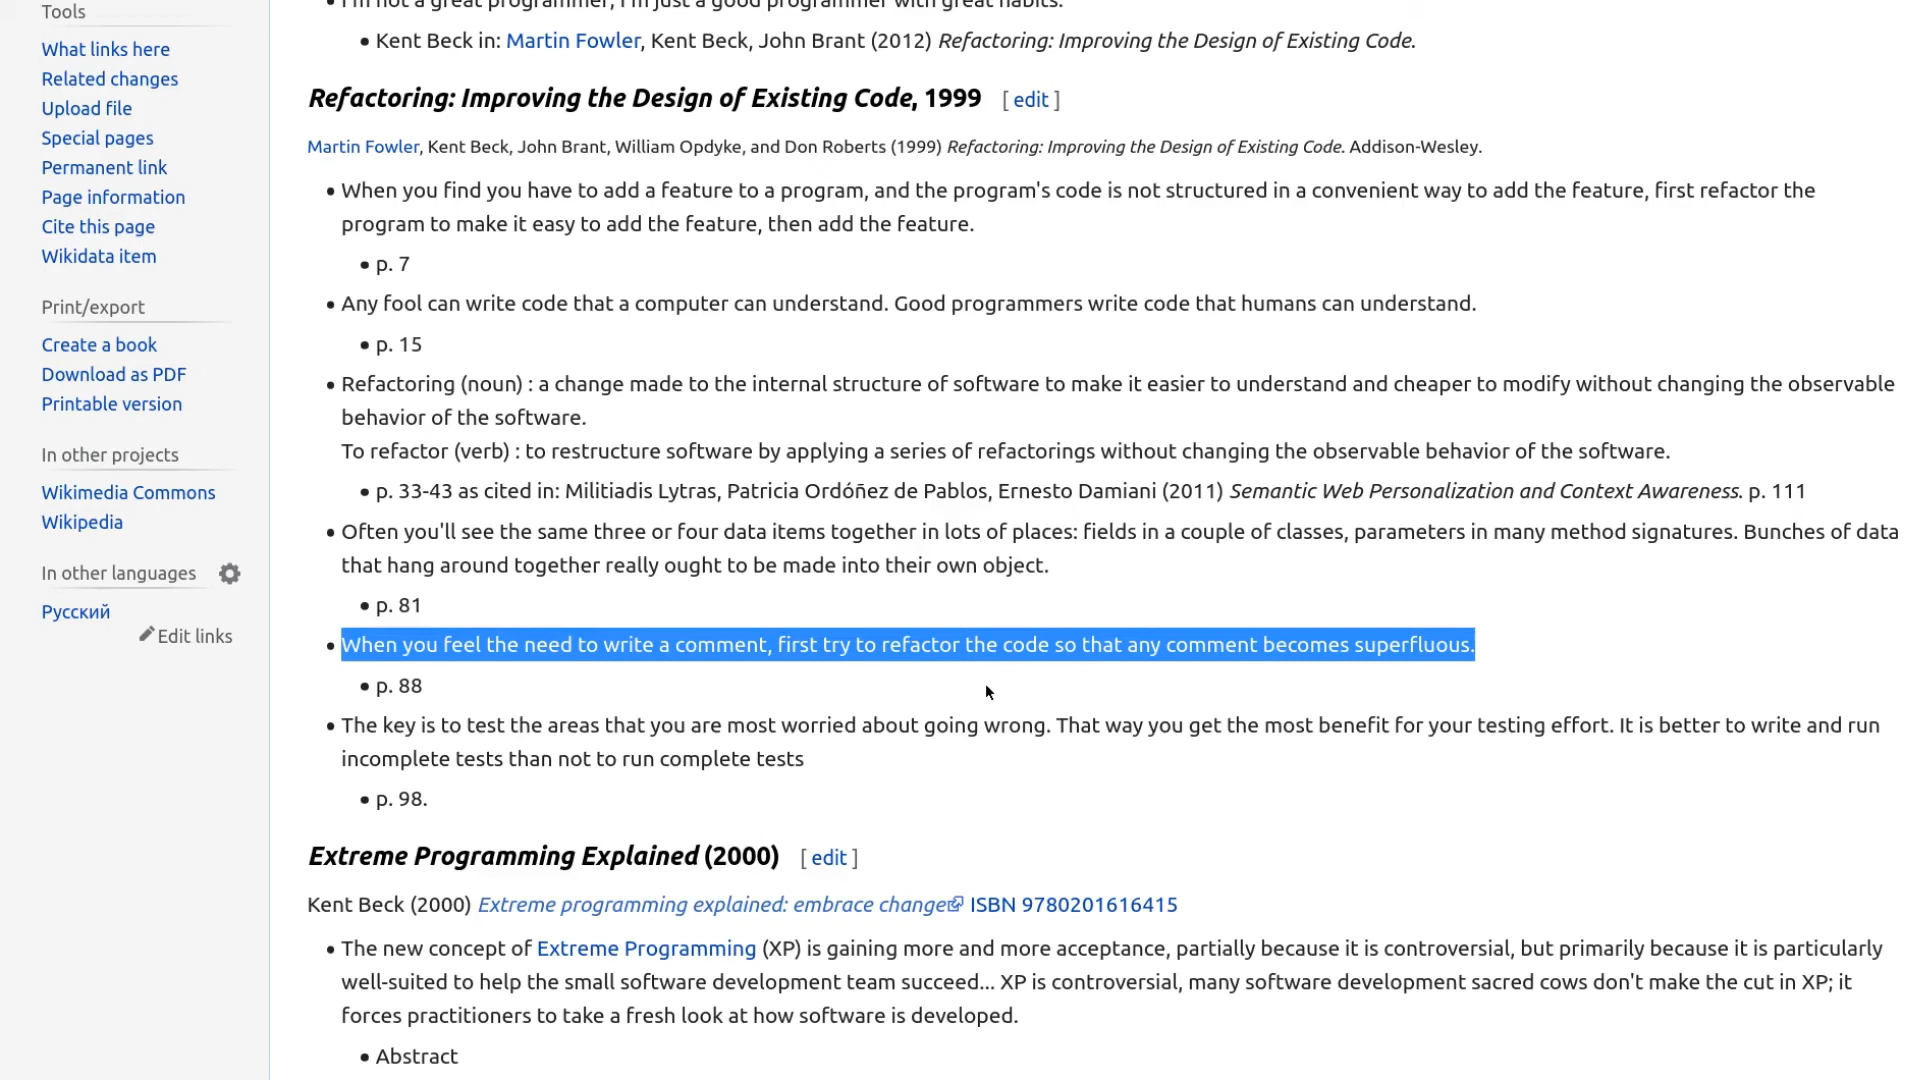 Tools
What links here
Related changes
Upload file
Special pages
Permanent link
Page information
Cite this page
Wikidata item
Print/export
Create a book
Download as PDF
Printable version
In other projects
Wikimedia Commons
Wikipedia
In other languages
Русский
Edit links
• I'm not a great programmer; I'm just a good programmer with great habits.
• Kent Beck in: Martin Fowler, Kent Beck, John Brant (2012) Refactoring: Improving the Design of Existing Code.
Refactoring: Improving the Design of Existing Code, 1999 [ edit ]
Martin Fowler, Kent Beck, John Brant, William Opdyke, and Don Roberts (1999) Refactoring: Improving the Design of Existing Code. Addison-Wesley.
• When you find you have to add a feature to a program, and the program's code is not structured in a convenient way to add the feature, first refactor the
program to make it easy to add the feature, then add the feature.
• p. 7
• Any fool can write code that a computer can understand. Good programmers write code that humans can understand.
• p. 15
• Refactoring (noun) : a change made to the internal structure of software to make it easier to understand and cheaper to modify without changing the observable
behavior of the software.
To refactor (verb) : to restructure software by applying a series of refactorings without changing the observable behavior of the software.
• p. 33-43 as cited in: Militiadis Lytras, Patricia Ordóñez de Pablos, Ernesto Damiani (2011) Semantic Web Personalization and Context Awareness. p. 111
• Often you'll see the same three or four data items together in lots of places: fields in a couple of classes, parameters in many method signatures. Bunches of data
that hang around together really ought to be made into their own object.
• p. 81
• When you feel the need to write a comment, first try to refactor the code so that any comment becomes superfluous.
• p. 88
• The key is to test the areas that you are most worried about going wrong. That way you get the most benefit for your testing effort. It is better to write and run
incomplete tests than not to run complete tests
• p. 98.
Extreme Programming Explained (2000) [ edit ]
Kent Beck (2000) Extreme programming explained: embrace change ISBN 9780201616415
• The new concept of Extreme Programming (XP) is gaining more and more acceptance, partially because it is controversial, but primarily because it is particularly
well-suited to help the small software development team succeed... XP is controversial, many software development sacred cows don't make the cut in XP; it
forces practitioners to take a fresh look at how software is developed.
• Abstract